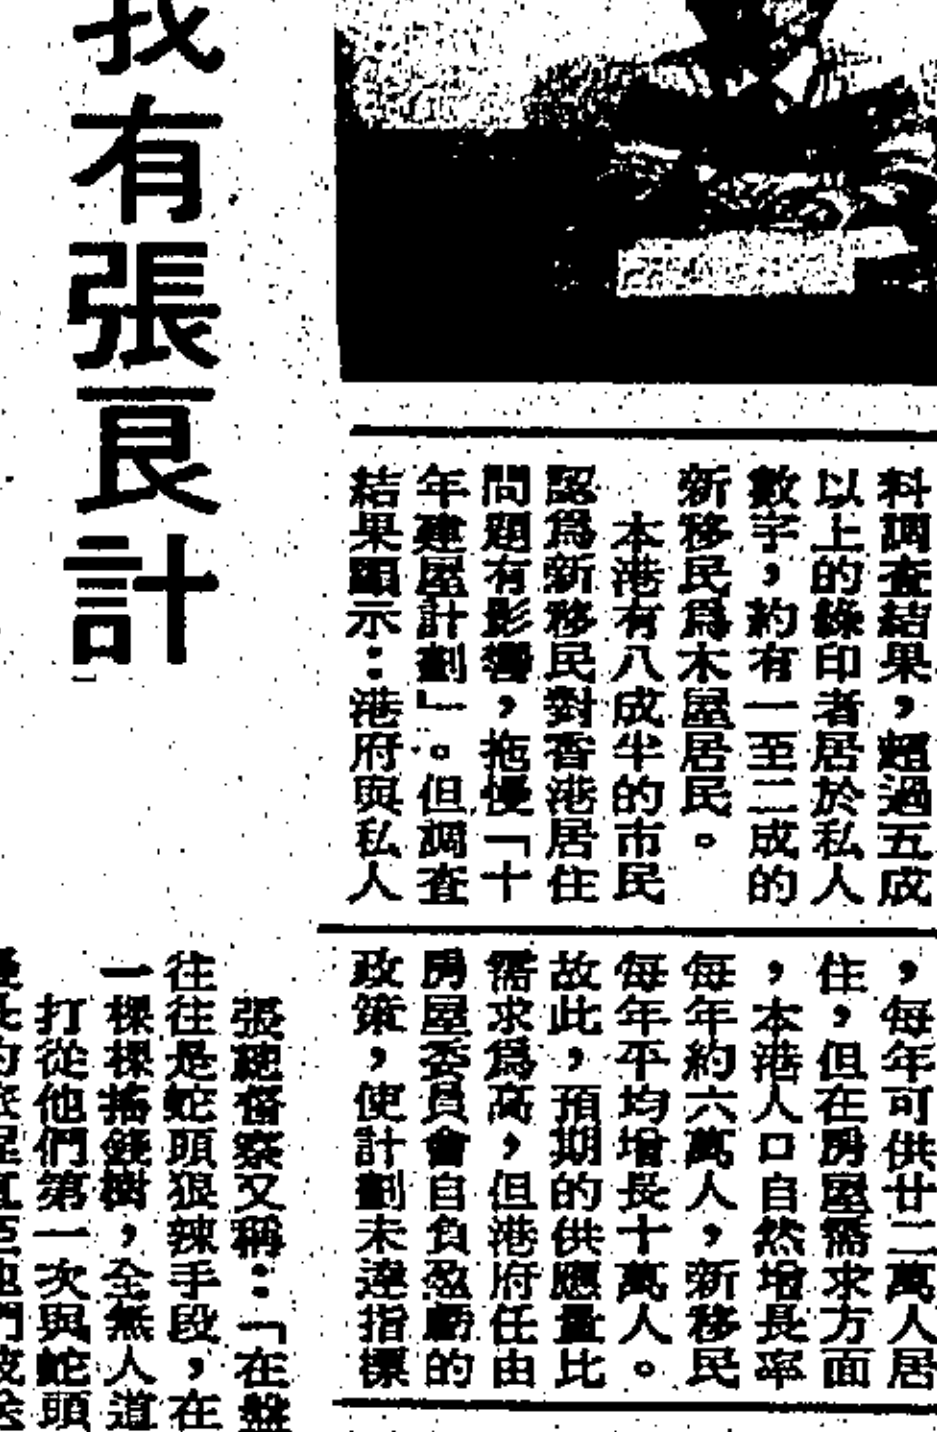 我有張良計
料調查結果，超過五成
以上的綠印者居於私人
數宇，約有一至二成的
新移民為木屋居民。
本港有八成半的市民
認為新移民對香港居住
問題有影響，拖慢「十
年建屋計劃」。但調查
結果顯示：港府與私人
，每年可供廿二萬人居
住，但在房屋需求方面
，本港人口自然增長率
每年約六萬人，新移民
每年平均增長十萬人。
故此，預期的供應量比
需求為高，但港府任由
房屋委員會自負盈虧的
政策，使計劃未達指標
張總督察又稱：「在盤
往往是蛇頭狠辣手段，在
一棵棵搖錢樹，全無人道
打從他們第一次與蛇頭